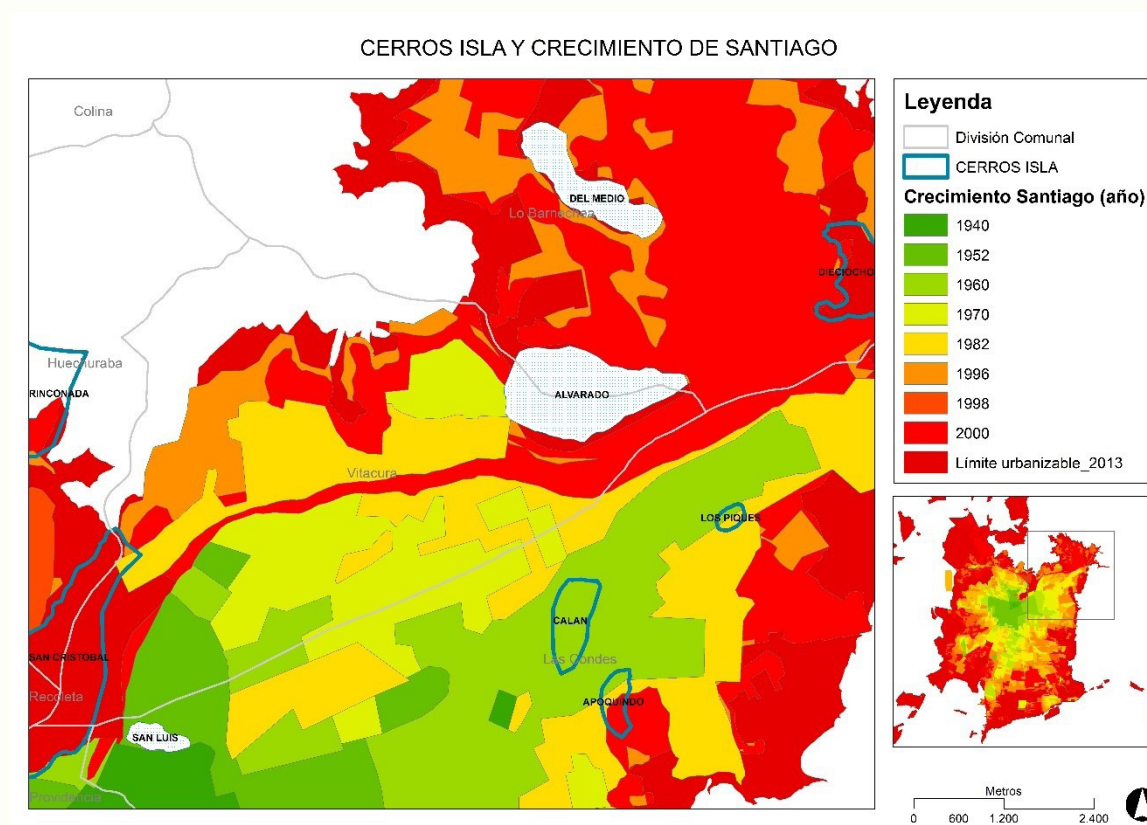 CERROS ISLA Y CRECIMIENTO DE SANTIAGO
Colina
DEL MEDIO
Lo Barnechea
DIECIOCHO
Huechuraba
RINCONADA
ALVARADO
Vitacura
LOS PIQUES
CALAN
Las Condes
SAN CRISTOBAL
Recoleta
APOQUINDO
SAN LUIS
Providencia
Leyenda
División Comunal
CERROS ISLA
Crecimiento Santiago (año)
1940
1952
1960
1970
1982
1996
1998
2000
Límite urbanizable_2013
Metros
0 600 1.200 2.400